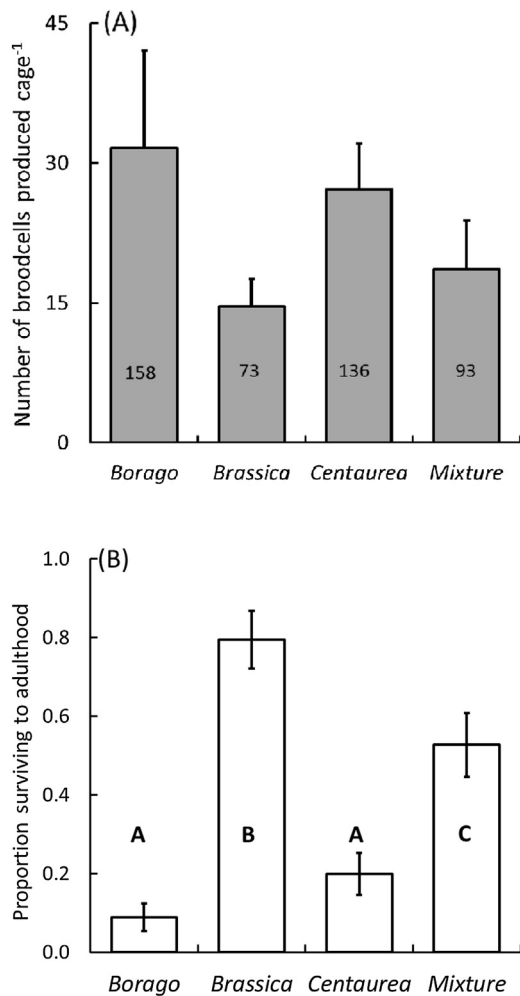 (A)
Number of broodcells produced cage⁻¹
45
30
15
0
158
73
136
93
Borago
Brassica
Centaurea
Mixture
(B)
Proportion surviving to adulthood
1.0
0.8
0.6
0.4
0.2
0.0
A
B
A
C
Borago
Brassica
Centaurea
Mixture